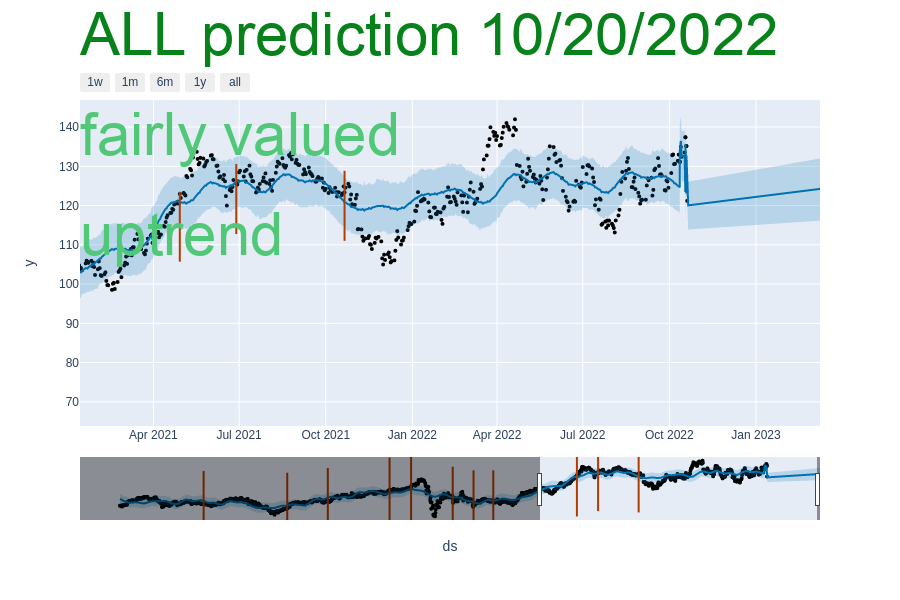 ALL prediction 10/20/2022
1w 1m 6m 1y all
fairly valued
uptrend
140
130
120
110
100
90
80
70
y
Apr 2021 Jul 2021 Oct 2021 Jan 2022 Apr 2022 Jul 2022 Oct 2022 Jan 2023
ds